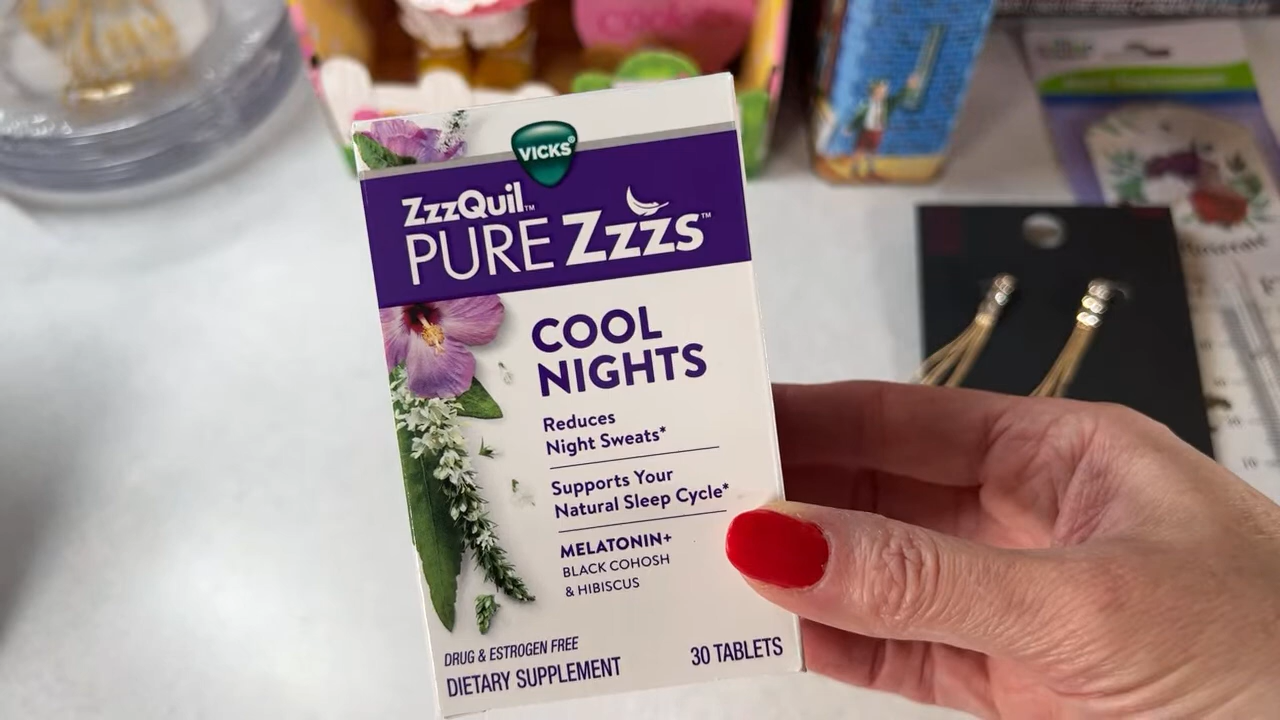 VICKS®
ZzzQuil™
PURE Zzzs™
COOL
NIGHTS
Reduces
Night Sweats*
Supports Your
Natural Sleep Cycle*
MELATONIN+
BLACK COHOSH
& HIBISCUS
DRUG & ESTROGEN FREE
DIETARY SUPPLEMENT
30 TABLETS